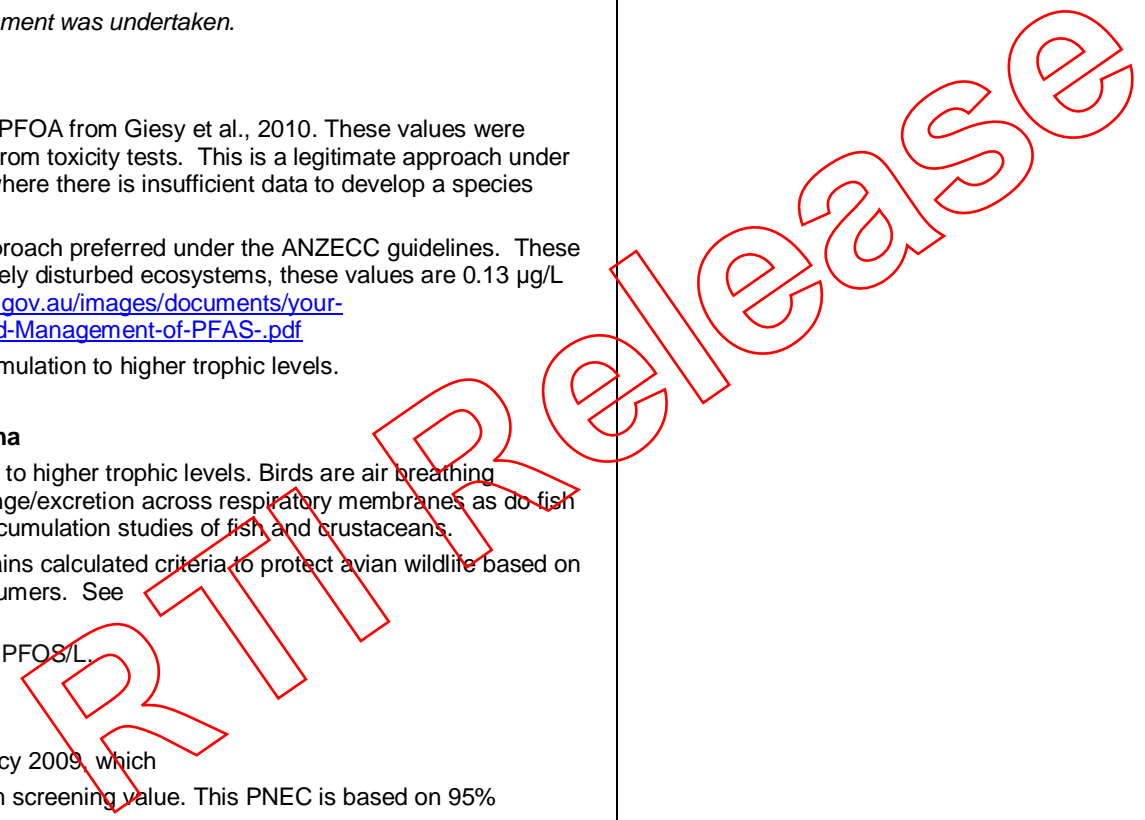 ment was undertaken.
PFOA from Giesy et al., 2010. These values were
rom toxicity tests. This is a legitimate approach under
where there is insufficient data to develop a species
proach preferred under the ANZECC guidelines. These
ely disturbed ecosystems, these values are 0.13 µg/L
.gov.au/images/documents/your-
d-Management-of-PFAS-.pdf
mulation to higher trophic levels.
na
to higher trophic levels. Birds are air breathing
nge/excretion across respiratory membranes as do fish
ccumulation studies of fish and crustaceans.
ains calculated criteria to protect avian wildlife based on
umers. See
PFOS/L.
cy 2009, which
n screening value. This PNEC is based on 95%
RTI Release